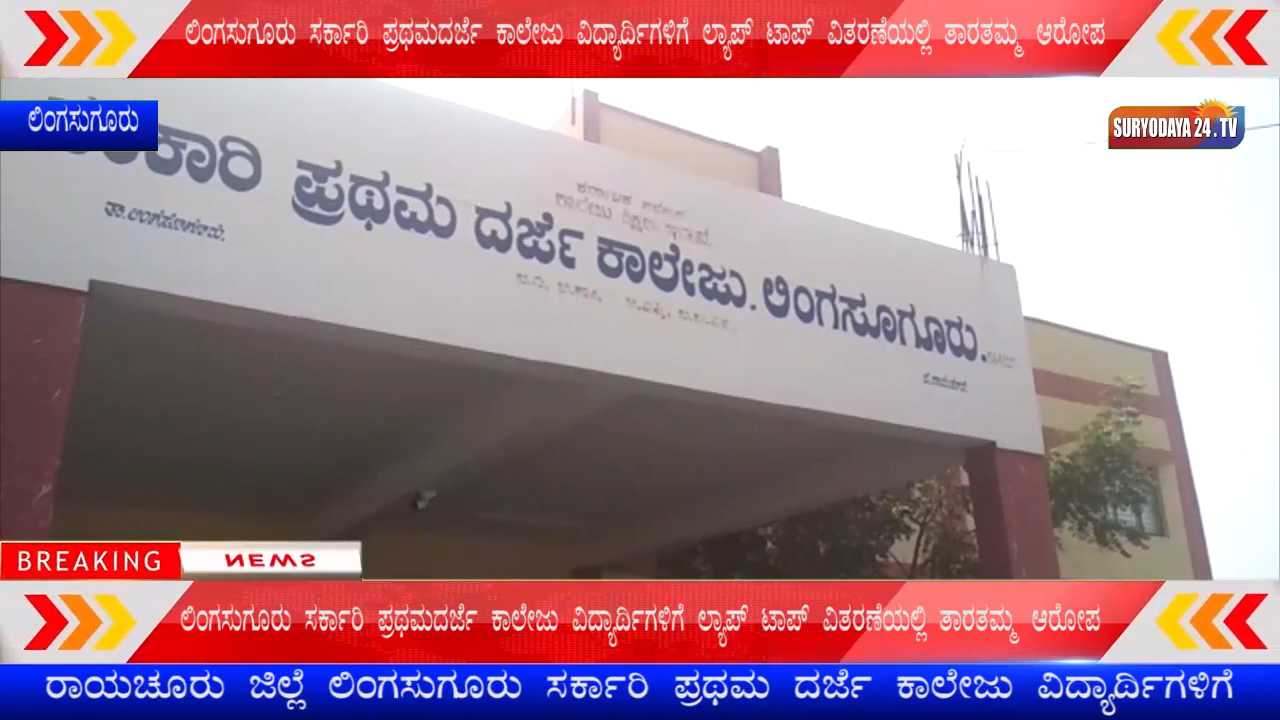 ಲಿಂಗಸುಗೂರು ಸರ್ಕಾರಿ ಪ್ರಥಮದರ್ಜೆ ಕಾಲೇಜು ವಿದ್ಯಾರ್ಥಿಗಳಿಗೆ ಲ್ಯಾಪ್ ಟಾಪ್ ವಿತರಣೆಯಲ್ಲಿ ತಾರತಮ್ಮ ಆರೋಪ
ಲಿಂಗಸುಗೂರು
SURYODAYA 24.TV
ಪ್ರಥಮ ದರ್ಜೆ ಕಾಲೇಜು. ಲಿಂಗಸೂಗೂರು.
BREAKING NEWS
ಲಿಂಗಸುಗೂರು ಸರ್ಕಾರಿ ಪ್ರಥಮದರ್ಜೆ ಕಾಲೇಜು ವಿದ್ಯಾರ್ಥಿಗಳಿಗೆ ಲ್ಯಾಪ್ ಟಾಪ್ ವಿತರಣೆಯಲ್ಲಿ ತಾರತಮ್ಮ ಆರೋಪ
ರಾಯಚೂರು ಜಿಲ್ಲೆ ಲಿಂಗಸುಗೂರು ಸರ್ಕಾರಿ ಪ್ರಥಮ ದರ್ಜೆ ಕಾಲೇಜು ವಿದ್ಯಾರ್ಥಿಗಳಿಗೆ